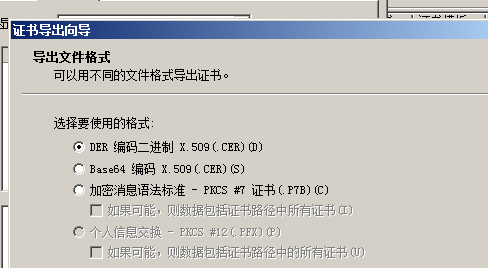 证书导出向导
导出文件格式
可以用不同的文件格式导出证书。
选择要使用的格式:
DER 编码二进制 X.509(.CER)(D)
Base64 编码 X.509(.CER)(S)
加密消息语法标准 - PKCS #7 证书(.P7B)(C)
如果可能，则数据包括证书路径中所有证书(I)
个人信息交换 - PKCS #12(.PFX)(P)
如果可能，则数据包括证书路径中的所有证书(U)